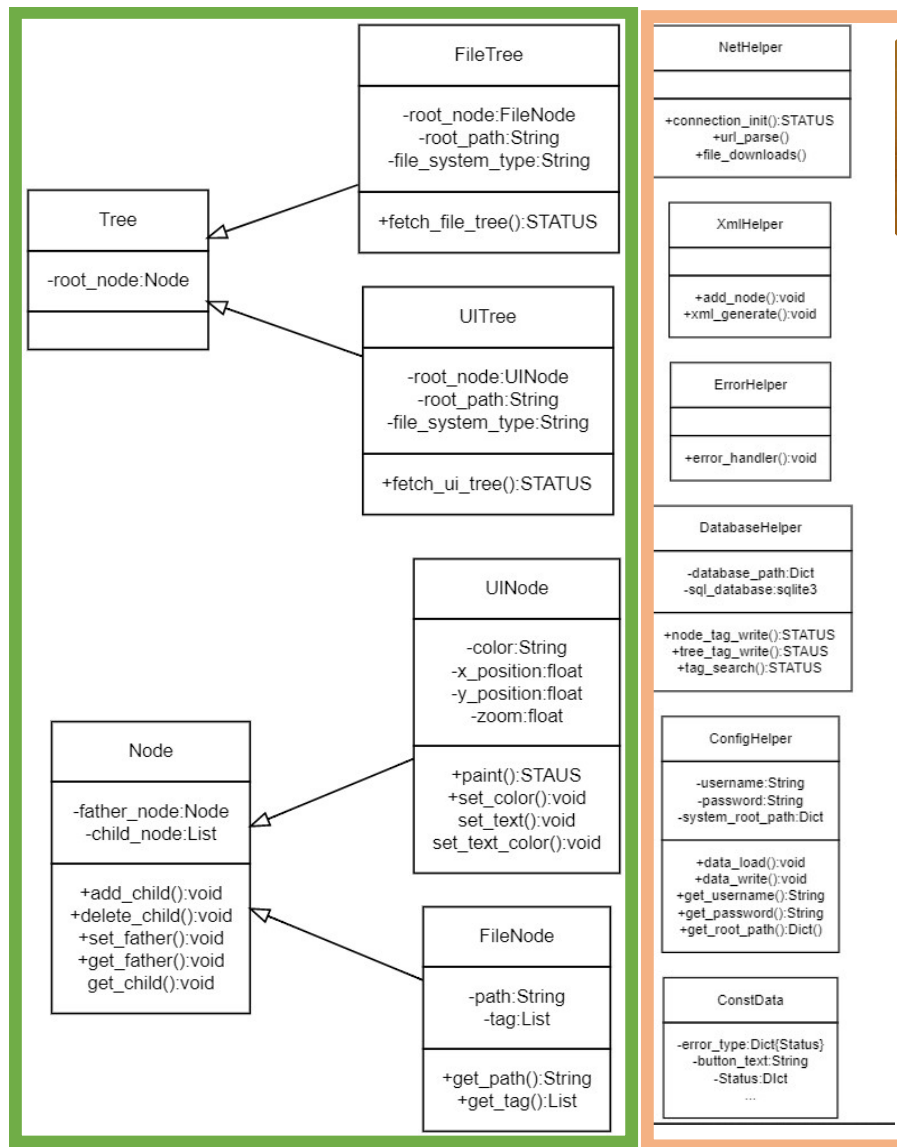 FileTree
-root_node:FileNode
-root_path:String
-file_system_type:String
+fetch_file_tree():STATUS
Tree
-root_node:Node
UITree
-root_node:UINode
-root_path:String
-file_system_type:String
+fetch_ui_tree():STATUS
UINode
-color:String
-x_position:float
-y_position:float
-zoom:float
+paint():STAUS
+set_color():void
set_text():void
set_text_color():void
Node
-father_node:Node
-child_node:List
+add_child():void
+delete_child():void
+set_father():void
+get_father():void
get_child():void
FileNode
-path:String
-tag:List
+get_path():String
+get_tag():List
NetHelper
+connection_init():STATUS
+url_parse()
+file_downloads()
XmlHelper
+add_node():void
+xml_generate():void
ErrorHelper
+error_handler():void
DatabaseHelper
-database_path:Dict
-sql_database:sqlite3
+node_tag_write():STATUS
+tree_tag_write():STAUS
+tag_search():STATUS
ConfigHelper
-username:String
-password:String
-system_root_path:Dict
+data_load():void
+data_write():void
+get_username():String
+get_password():String
+get_root_path():Dict()
ConstData
-error_type:Dict{Status}
-button_text:String
-Status:DIct
...